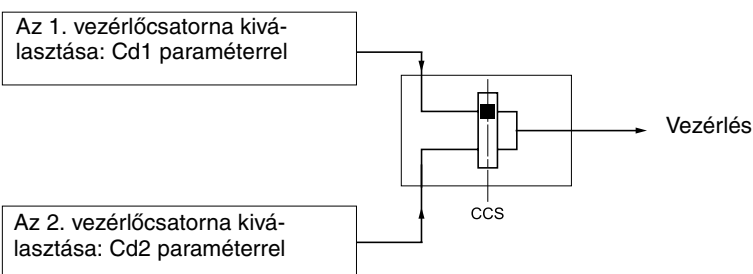 Az 1. vezérlőcsatorna kivá-
lasztása: Cd1 paraméterrel
Vezérlés
CCS
Az 2. vezérlőcsatorna kivá-
lasztása: Cd2 paraméterrel